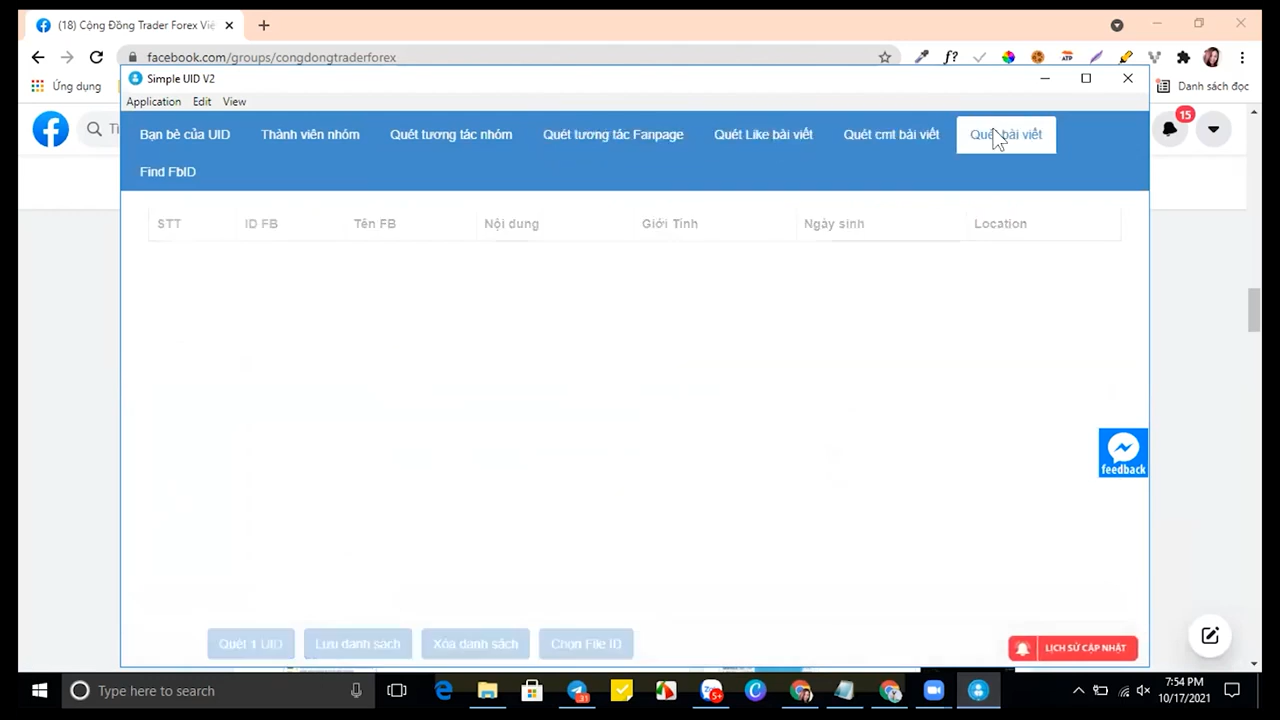 (18) Cộng Đồng Trader Forex Việ
facebook.com/groups/congdongtraderforex
f?
ATP
Ứng dụng
Danh sách đọc
Simple UID V2
Application Edit View
15
Bạn bè của UID Thành viên nhóm Quét tương tác nhóm Quét tương tác Fanpage Quét Like bài viết Quét cmt bài viết Quét bài viết
Find FbID
STT ID FB Tên FB Nội dung Giới Tính Ngày sinh Location
feedback
Quét 1 UID Lưu danh sách Xóa danh sách Chọn File ID
LỊCH SỬ CẬP NHẬT
Type here to search
31
5+
7:54 PM
10/17/2021